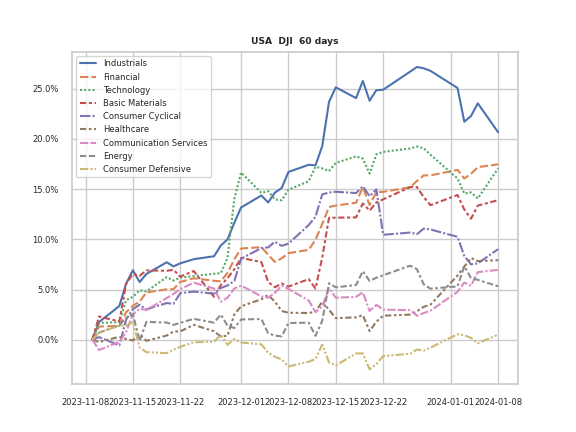 USA DJI 60 days
Industrials
Financial
Technology
Basic Materials
Consumer Cyclical
Healthcare
Communication Services
Energy
Consumer Defensive
25.0%
20.0%
15.0%
10.0%
5.0%
0.0%
2023-11-08 2023-11-15 2023-11-22 2023-12-01 2023-12-08 2023-12-15 2023-12-22 2024-01-01 2024-01-08